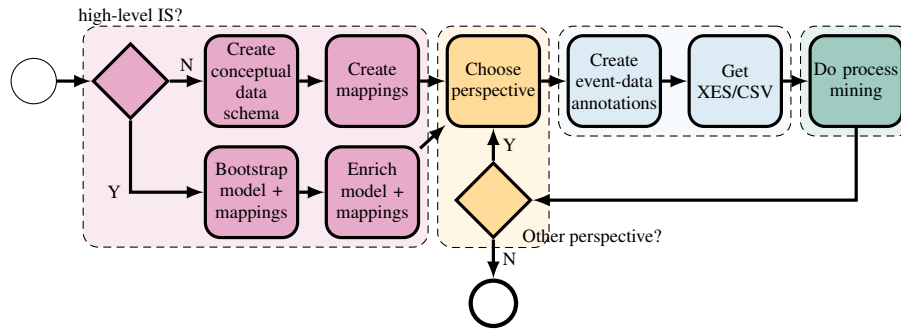 high-level IS?
N
Create
conceptual
data
schema
Create
mappings
Choose
perspective
Create
event-data
annotations
Get
XES/CSV
Do process
mining
Y
Bootstrap
model +
mappings
Enrich
model +
mappings
Y
Other perspective?
N